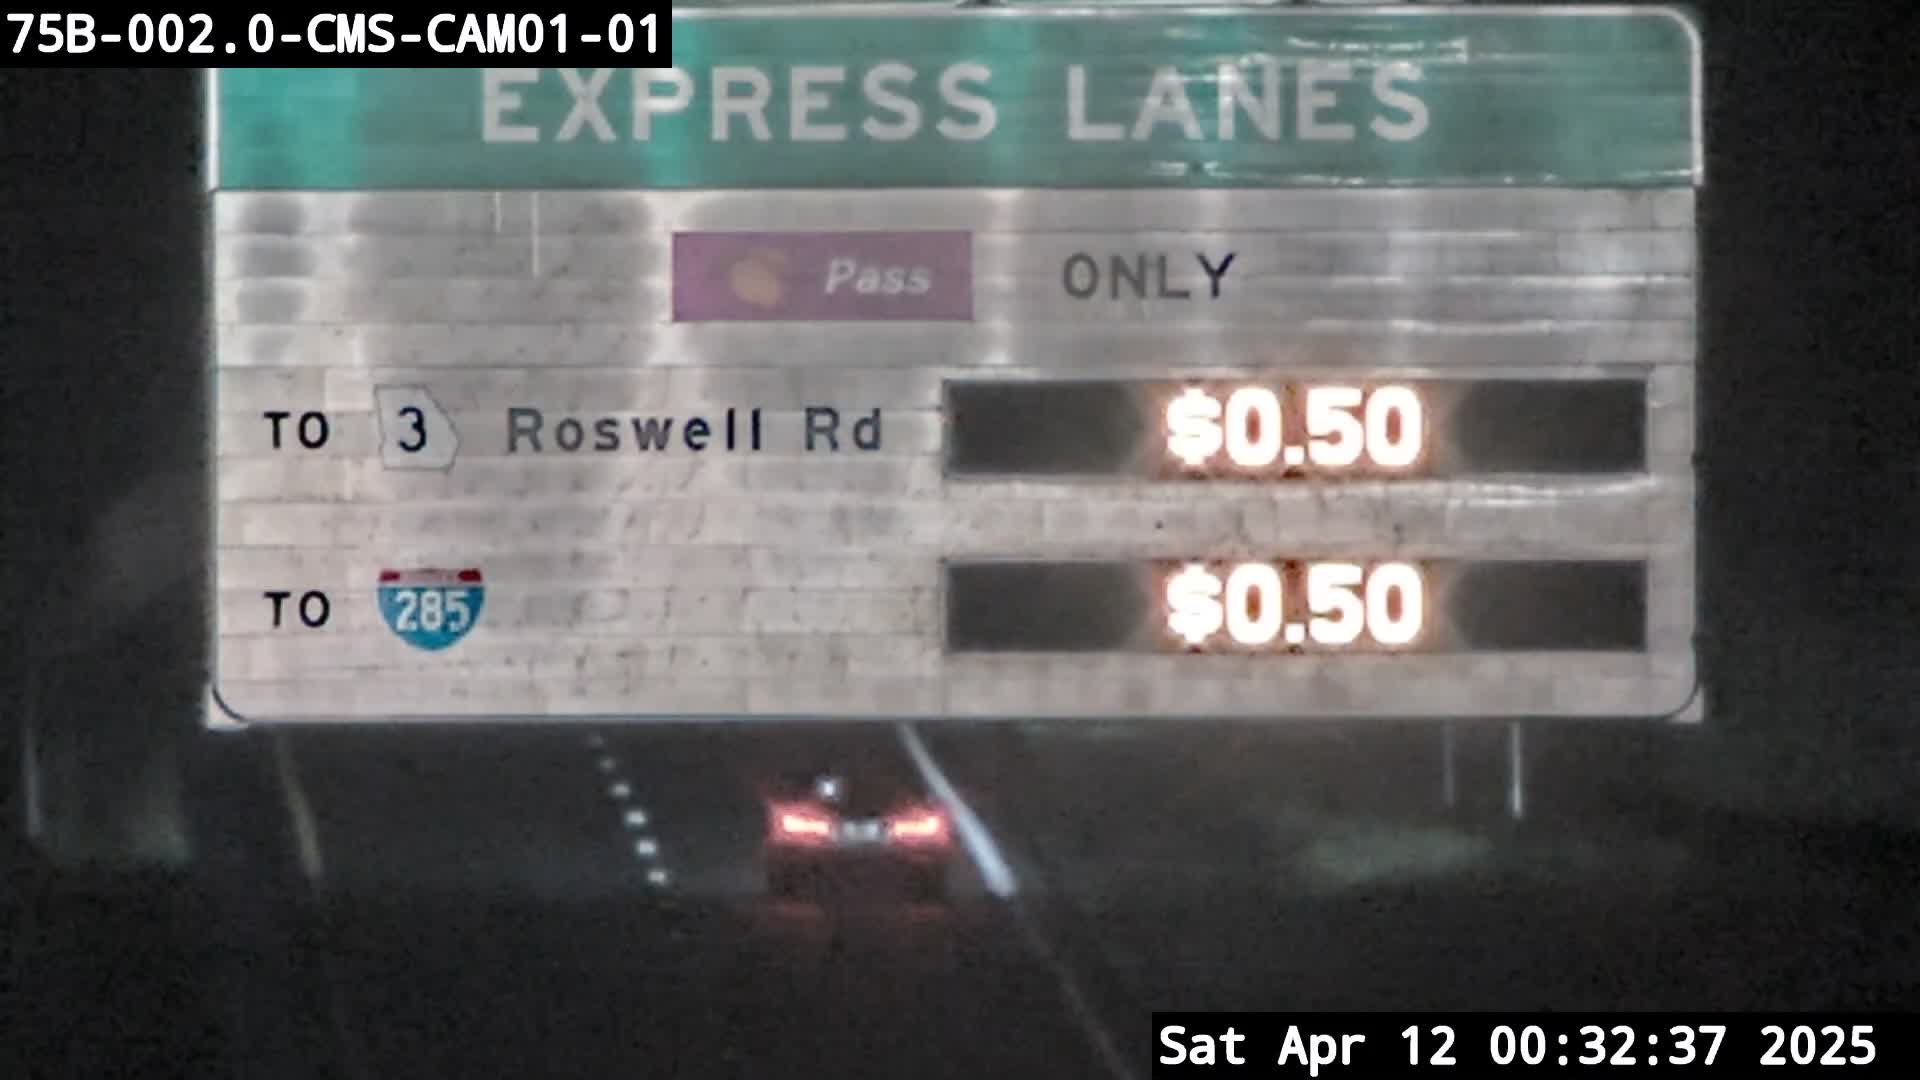 75B-002.0-CMS-CAM01-01
EXPRESS LANES
Pass ONLY
TO 3 Roswell Rd $0.50
TO 285 $0.50
Sat Apr 12 00:32:37 2025